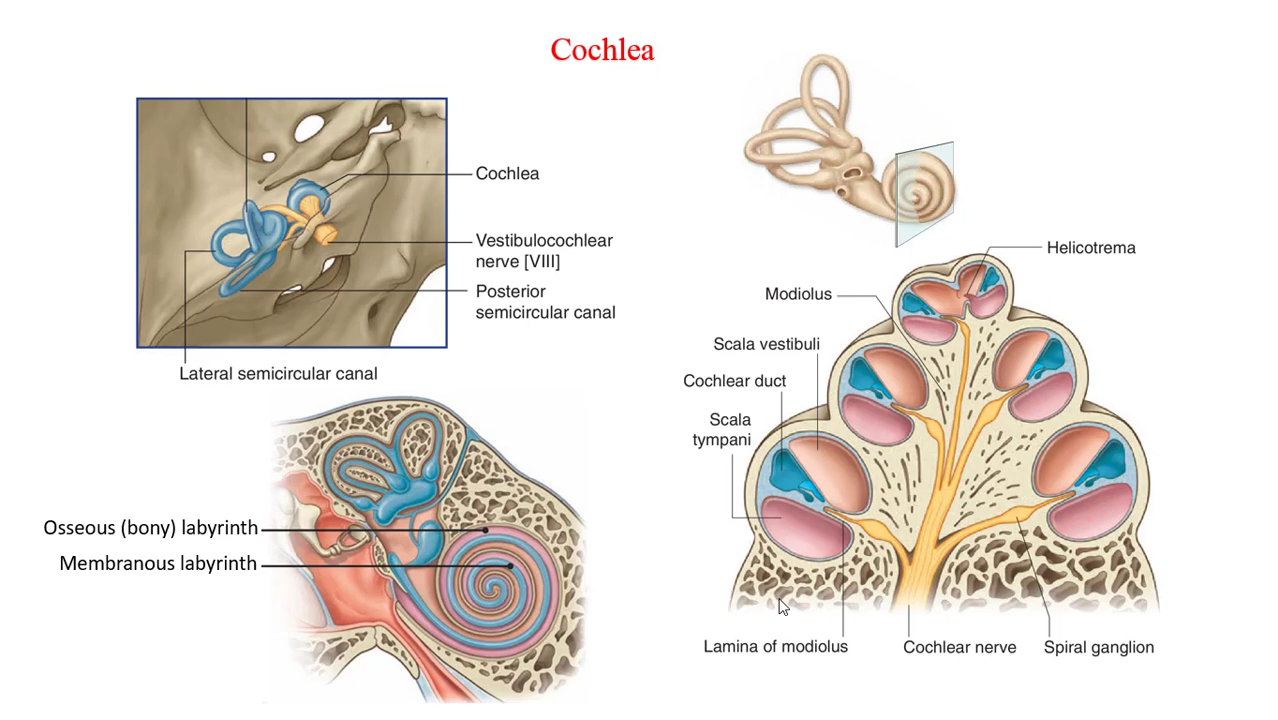 Cochlea
Cochlea
Vestibulocochlear
nerve [VIII]
Posterior
semicircular canal
Lateral semicircular canal
Osseous (bony) labyrinth
Membranous labyrinth
Helicotrema
Modiolus
Scala vestibuli
Cochlear duct
Scala
tympani
Lamina of modiolus
Cochlear nerve
Spiral ganglion